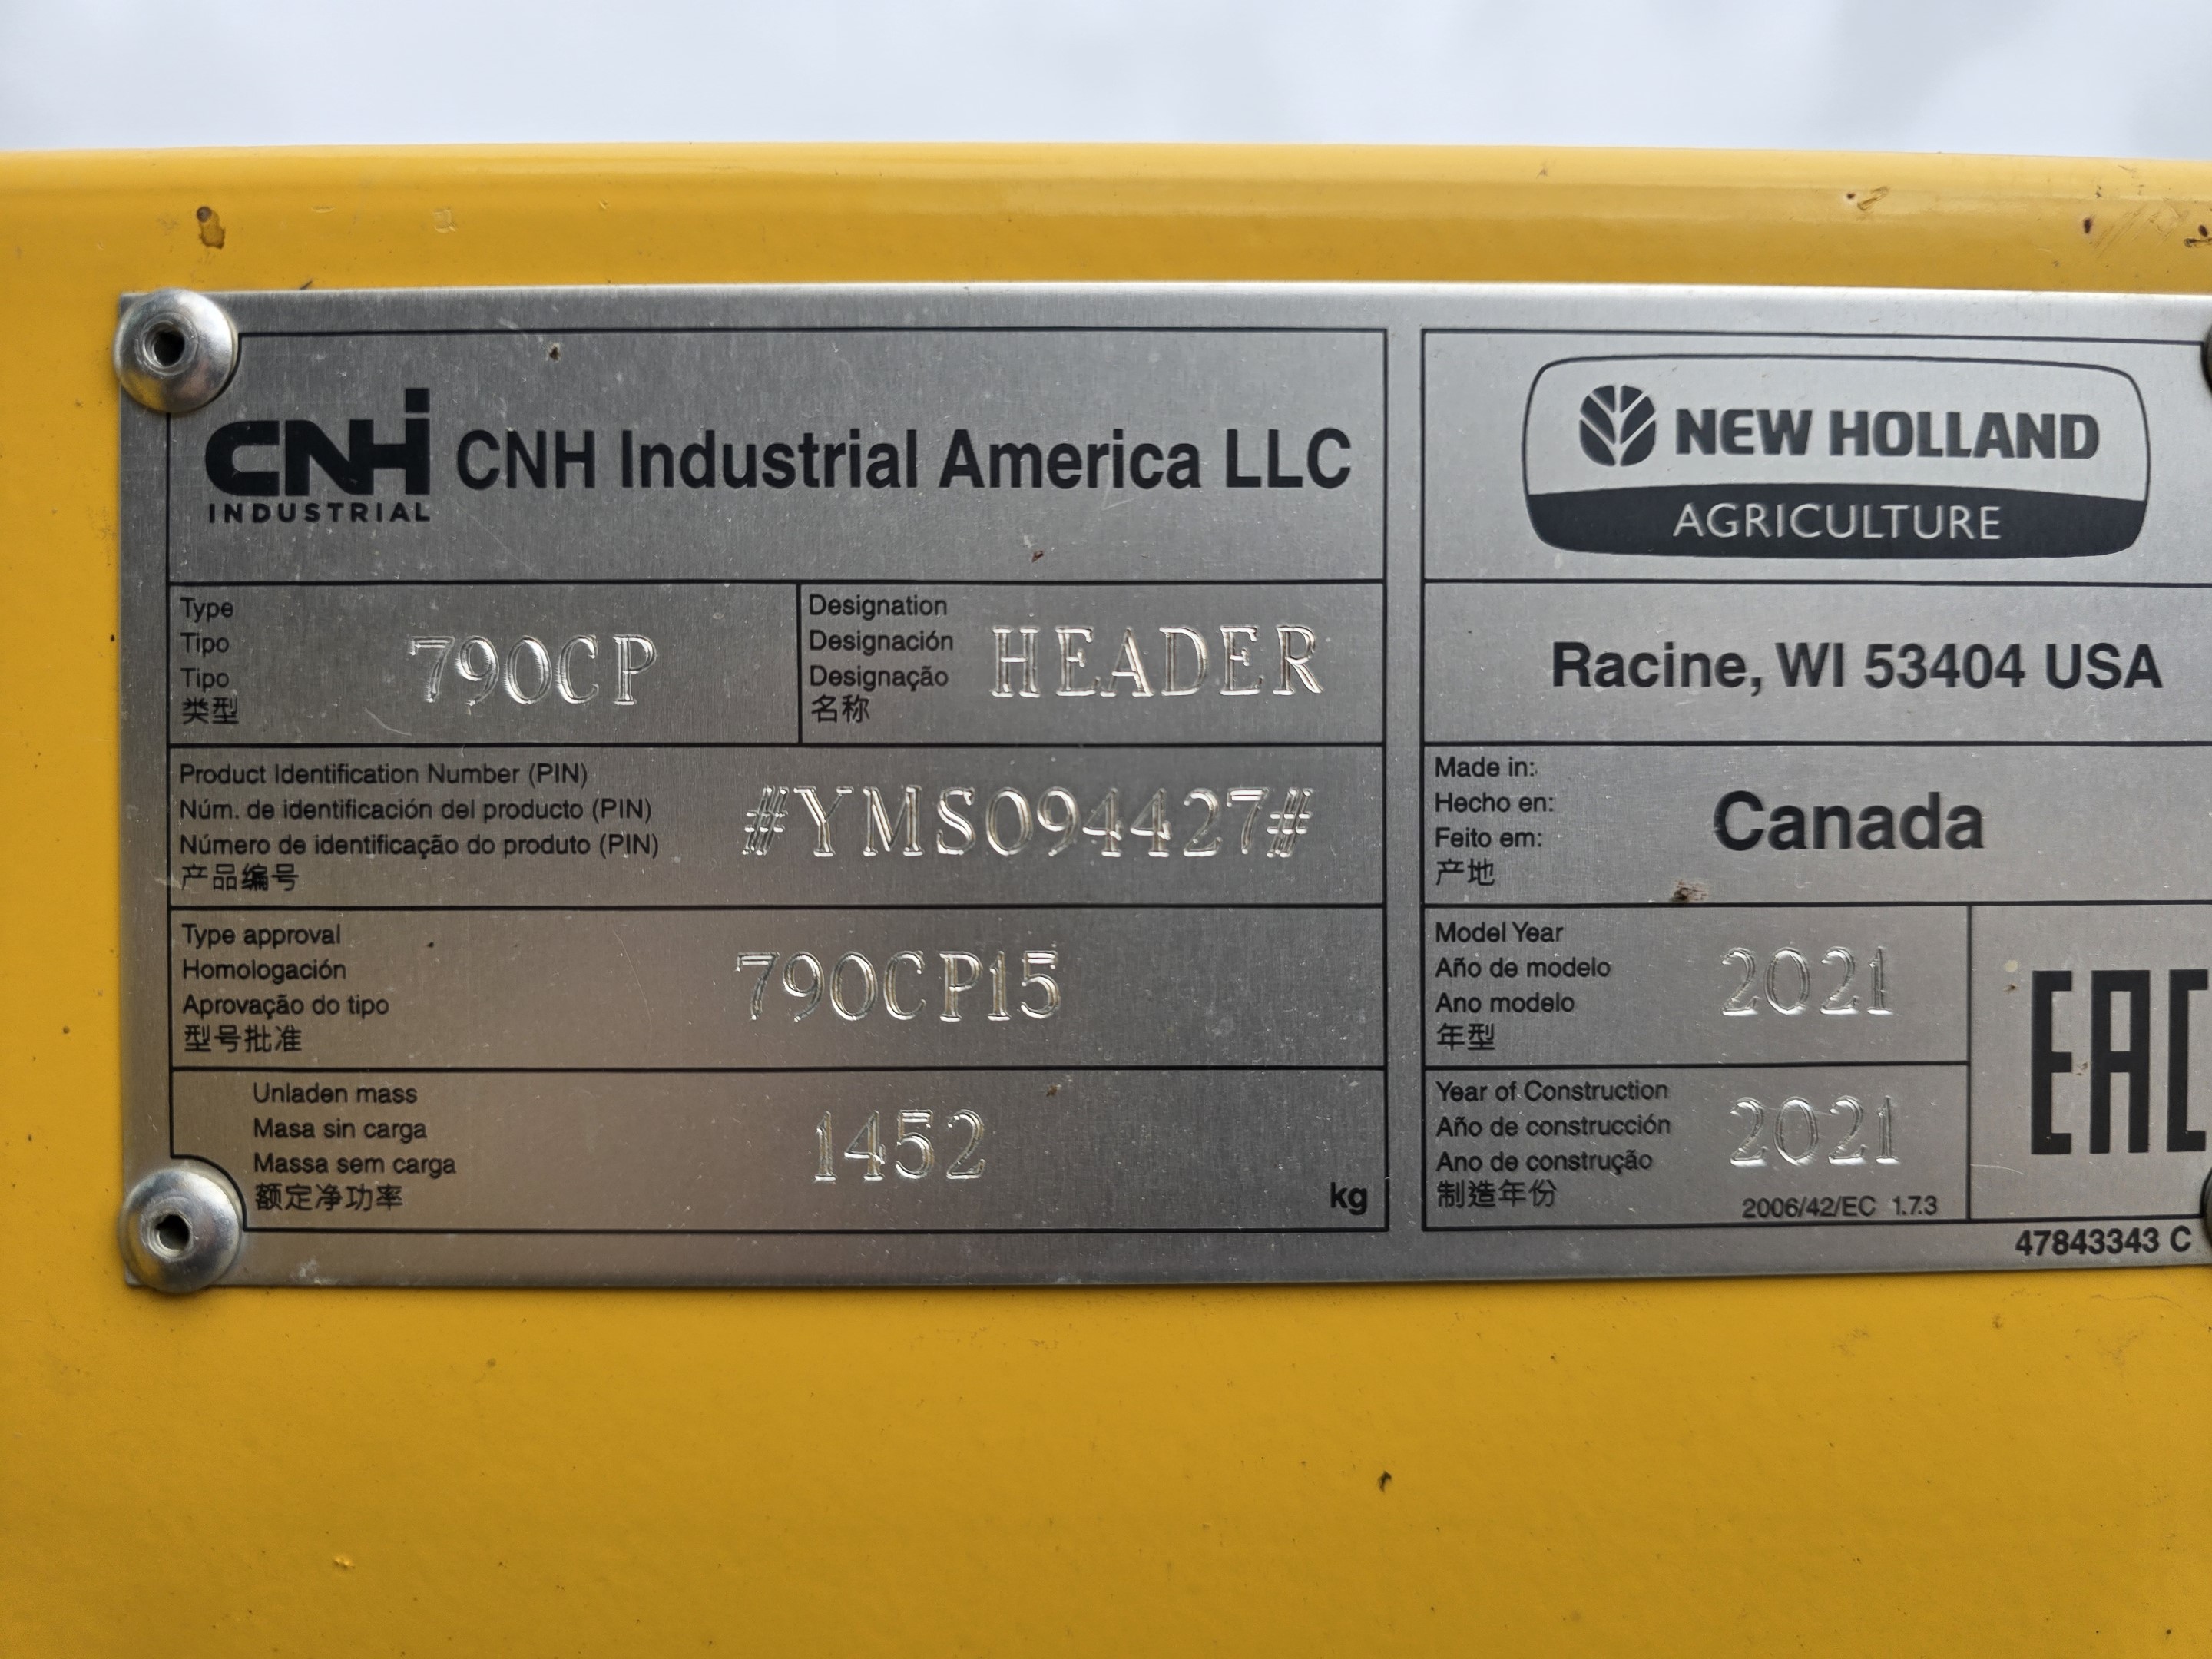 CNH INDUSTRIAL CNH Industrial America LLC
Type
Tipo
Tipo
类型
790CP
Designation
Designación
Designação
名称
HEADER
Product Identification Number (PIN)
Núm. de identificación del producto (PIN)
Número de identificação do produto (PIN)
产品编号
#YMS094427#
Type approval
Homologación
Aprovação do tipo
型号批准
790CP15
Unladen mass
Masa sin carga
Massa sem carga
额定净功率
1452
kg
NEW HOLLAND
AGRICULTURE
Racine, WI 53404 USA
Made in:
Hecho en:
Feito em:
产地
Canada
Model Year
Año de modelo
Ano modelo
年型
2021
Year of Construction
Año de construcción
Ano de construção
制造年份
2021
2006/42/EC 1.7.3
EAC
47843343 C